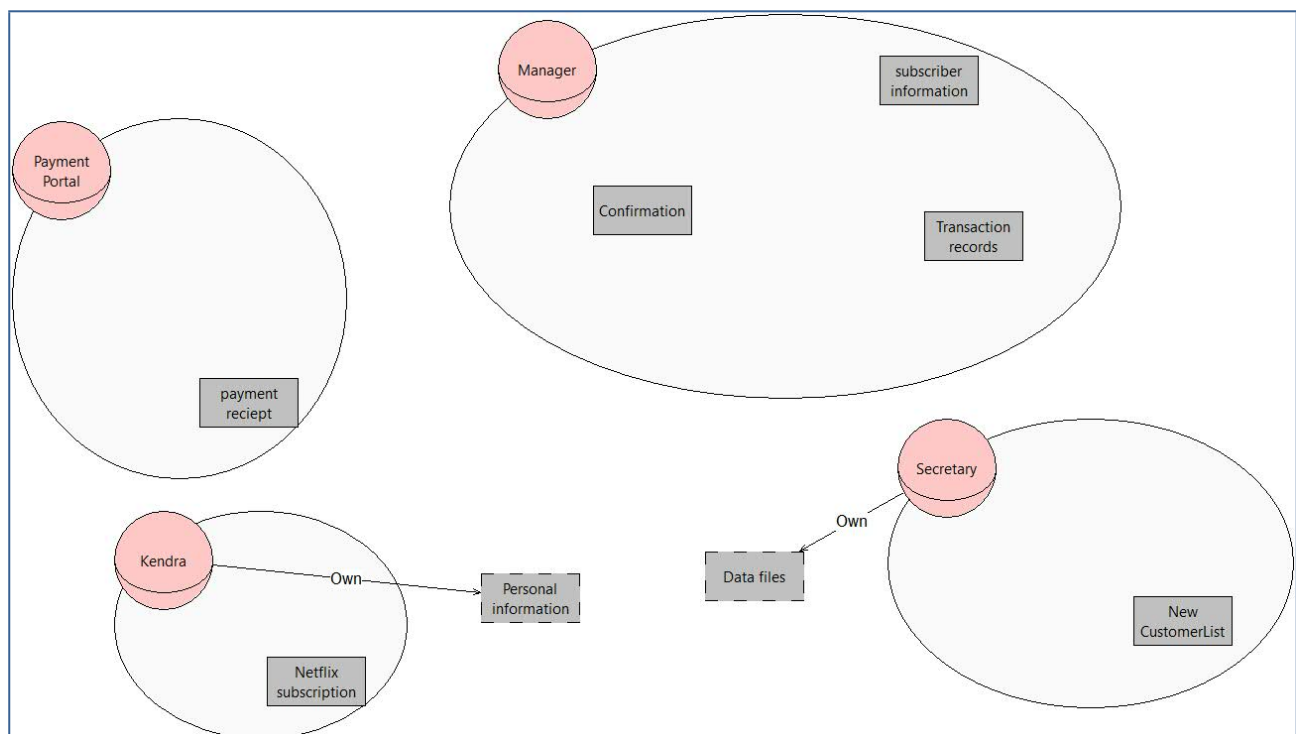 Manager
subscriber
information
Payment
Portal
Confirmation
Transaction
records
payment
reciept
Secretary
Own
Kendra
Own
Personal
information
Data files
New
CustomerList
Netflix
subscription